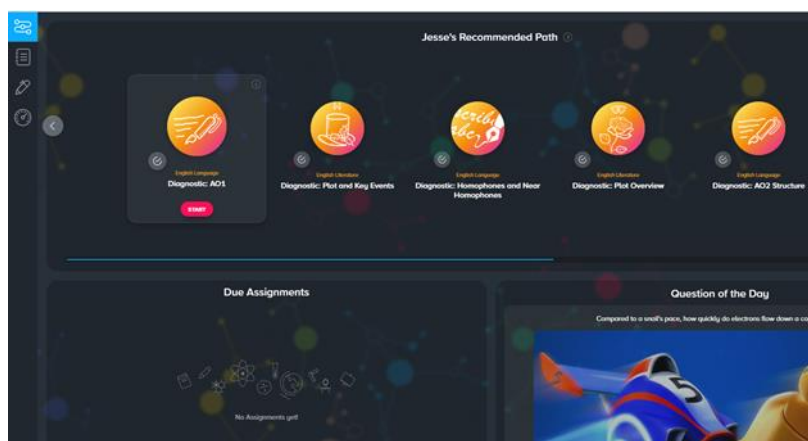 Jesse's Recommended Path
English Language
Diagnostic: AO1
START
English Literature
Diagnostic: Plot and Key Events
English Language
Diagnostic: Homophones and Near
Homophones
English Literature
Diagnostic: Plot Overview
English Language
Diagnostic: AO2 Structure
Due Assignments
No Assignments yet!
Question of the Day
Compared to a snail's pace, how quickly do electrons flow down a co
5